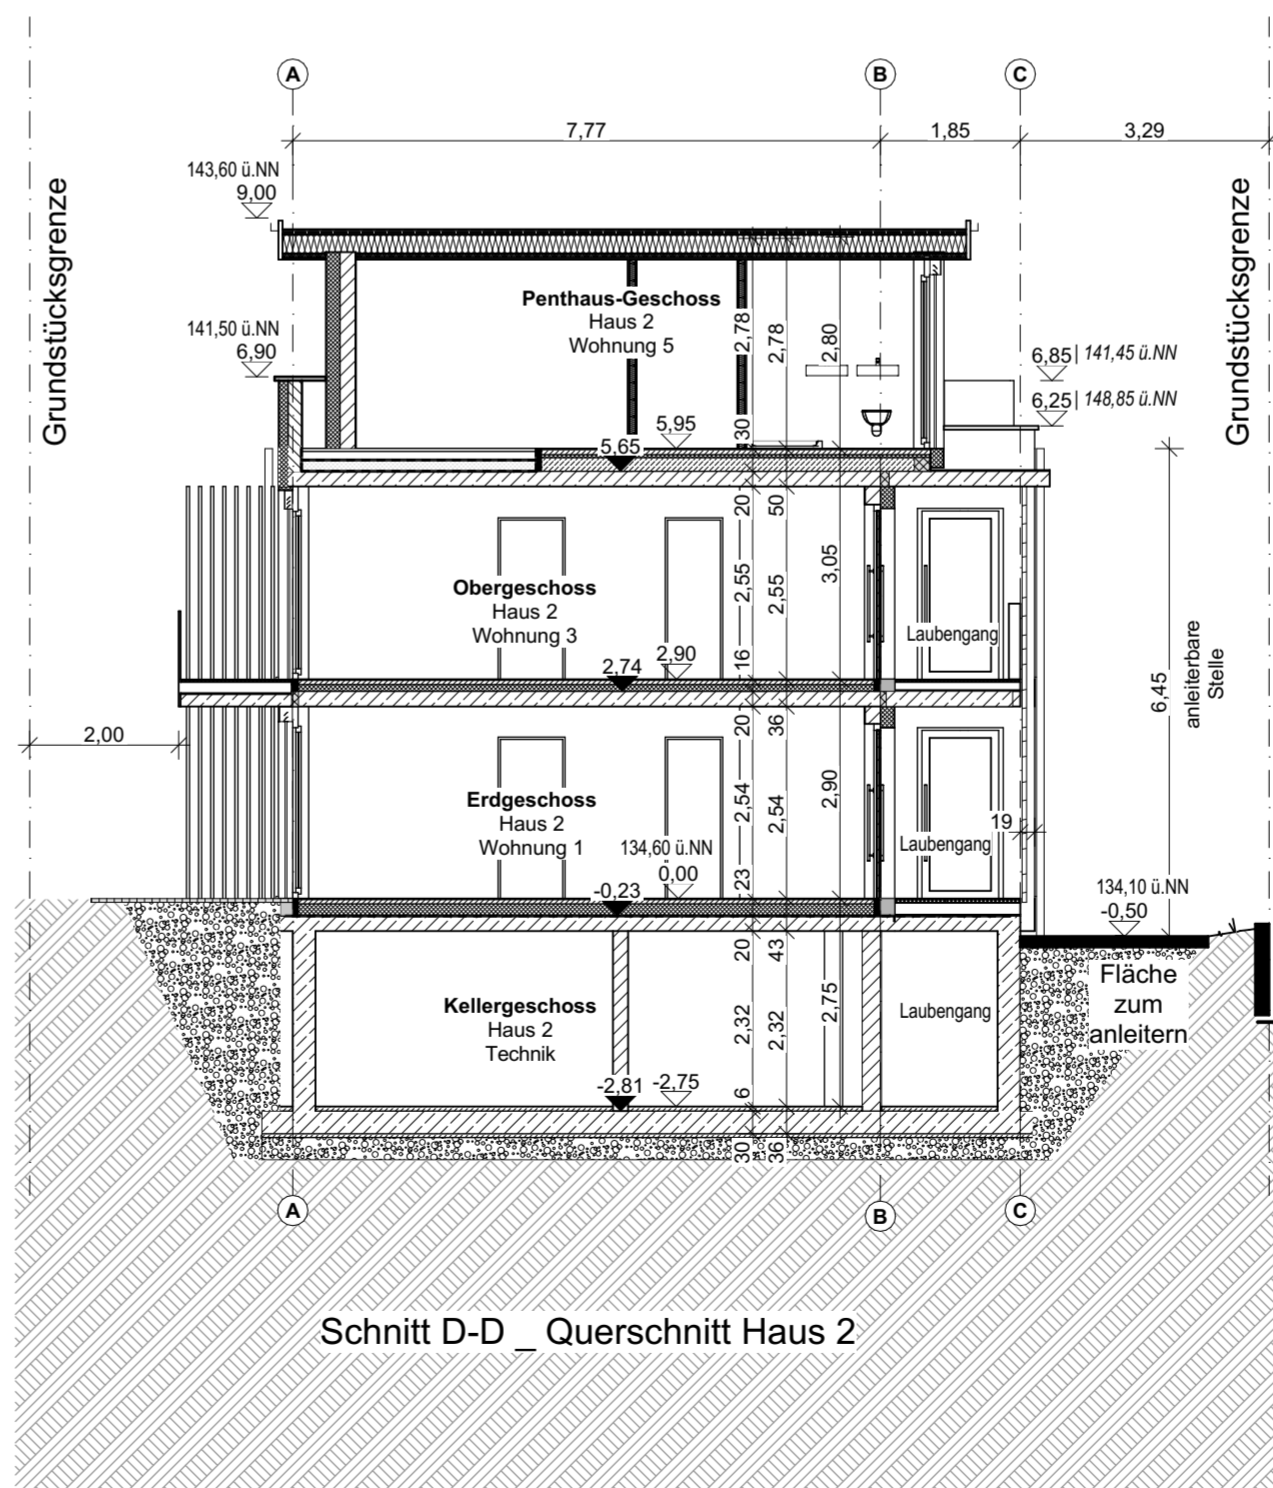 A
B
C
7,77
1,85
3,29
143,60 ü.NN
9,00
Grundstücksgrenze
Grundstücksgrenze
Penthaus-Geschoss
Haus 2
Wohnung 5
2,78
2,78
2,80
141,50 ü.NN
6,90
6,85 | 141,45 ü.NN
6,25 | 148,85 ü.NN
5,95
5,65
30
20
50
Obergeschoss
Haus 2
Wohnung 3
2,55
2,55
3,05
Laubengang
anleiterbare
Stelle
6,45
2,90
2,74
16
20
36
2,00
Erdgeschoss
Haus 2
Wohnung 1
134,60 ü.NN
0,00
-0,23
2,54
2,54
2,90
23
19
Laubengang
134,10 ü.NN
-0,50
20
43
Kellergeschoss
Haus 2
Technik
2,32
2,32
2,75
Laubengang
Fläche
zum
anleitern
-2,81
-2,75
6
30
36
A
B
C
Schnitt D-D _ Querschnitt Haus 2